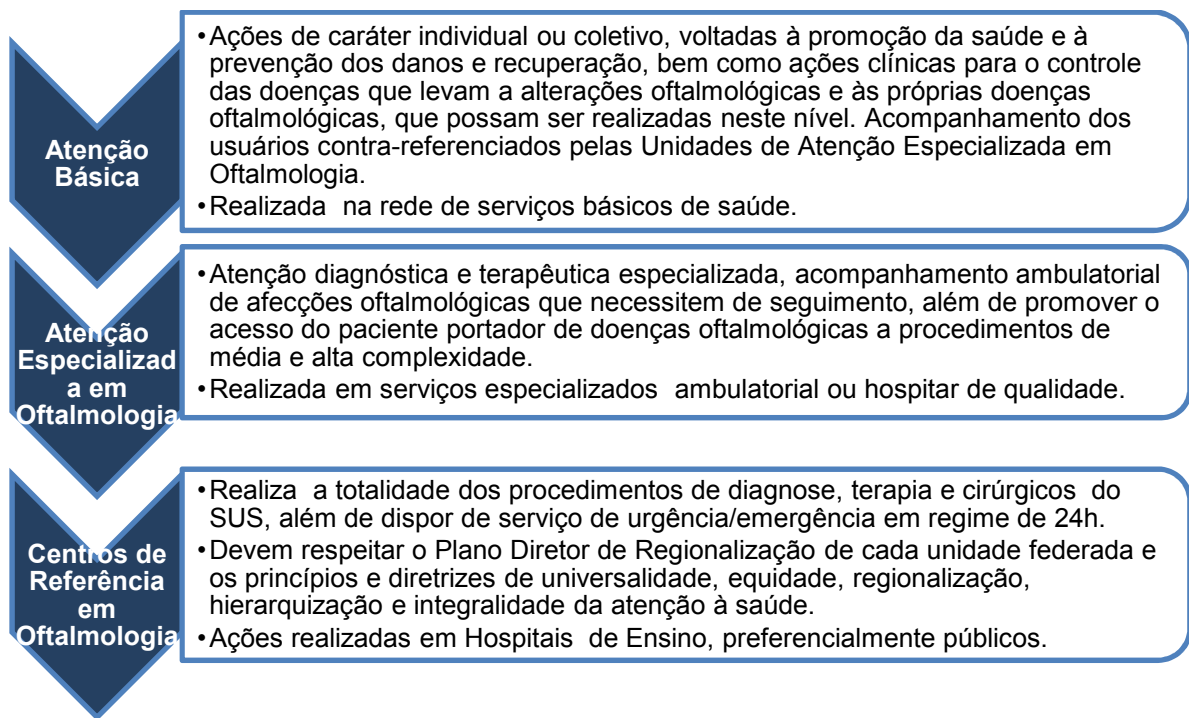 Atenção
Básica
•Ações de caráter individual ou coletivo, voltadas à promoção da saúde e à
prevenção dos danos e recuperação, bem como ações clínicas para o controle
das doenças que levam a alterações oftalmológicas e às próprias doenças
oftalmológicas, que possam ser realizadas neste nível. Acompanhamento dos
usuários contra-referenciados pelas Unidades de Atenção Especializada em
Oftalmologia.
•Realizada na rede de serviços básicos de saúde.
Atenção
Especializad
a em
Oftalmologia
•Atenção diagnóstica e terapêutica especializada, acompanhamento ambulatorial
de afecções oftalmológicas que necessitem de seguimento, além de promover o
acesso do paciente portador de doenças oftalmológicas a procedimentos de
média e alta complexidade.
•Realizada em serviços especializados ambulatorial ou hospitar de qualidade.
Centros de
Referência
em
Oftalmologia
•Realiza a totalidade dos procedimentos de diagnose, terapia e cirúrgicos do
SUS, além de dispor de serviço de urgência/emergência em regime de 24h.
•Devem respeitar o Plano Diretor de Regionalização de cada unidade federada e
os princípios e diretrizes de universalidade, equidade, regionalização,
hierarquização e integralidade da atenção à saúde.
•Ações realizadas em Hospitais de Ensino, preferencialmente públicos.